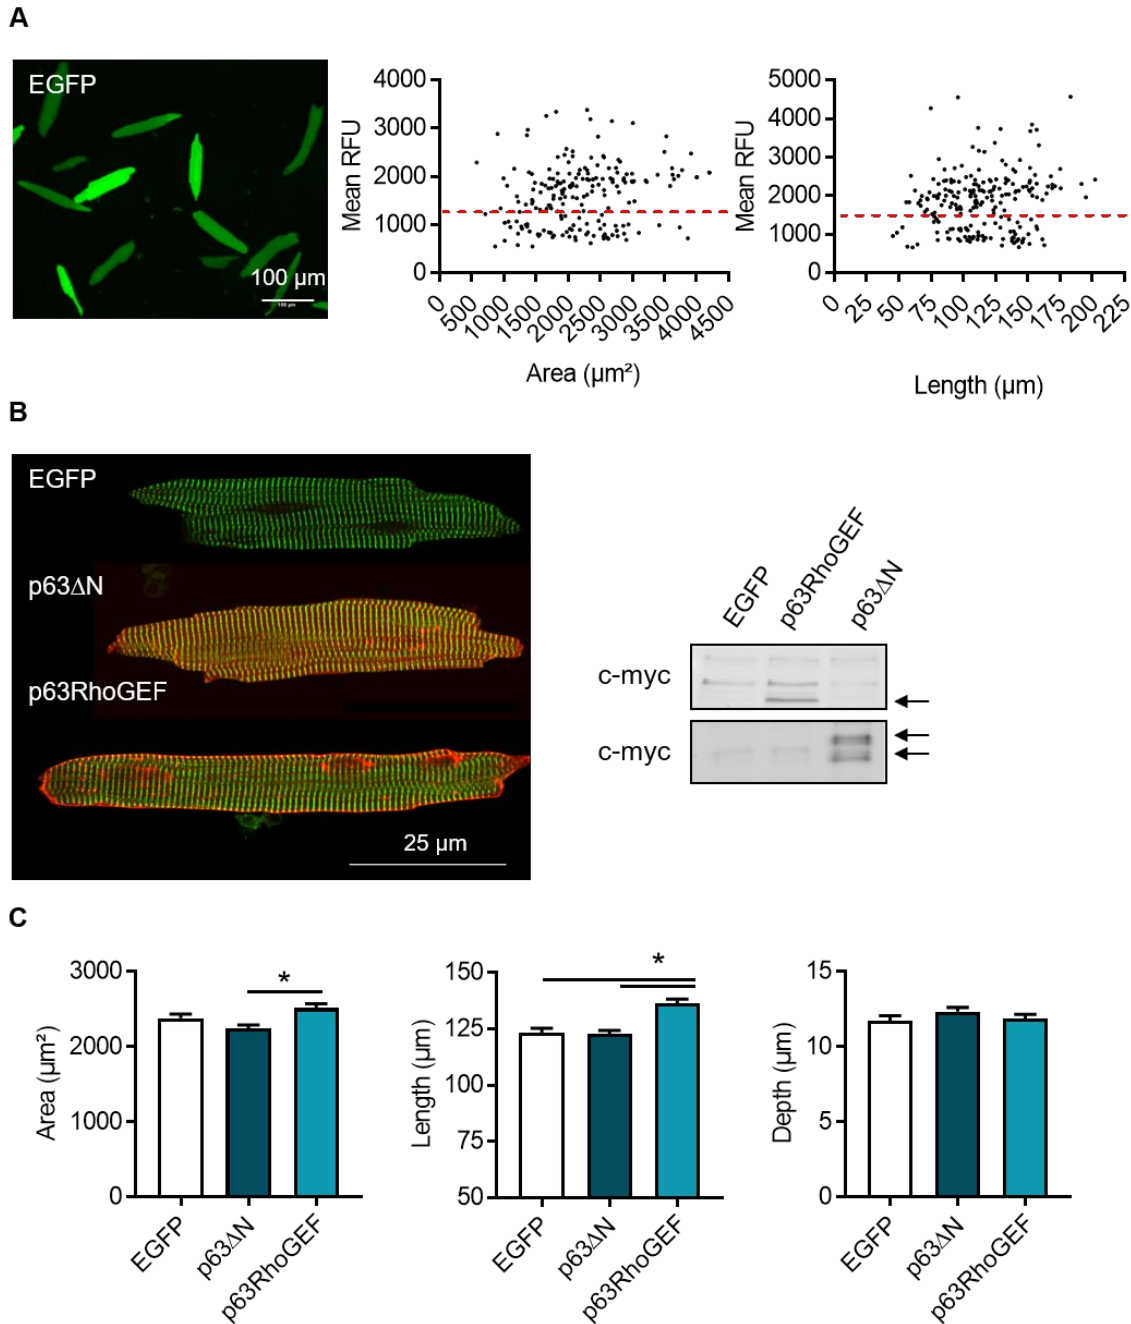 A
EGFP
100 µm
100 µm
Mean RFU
4000
3000
2000
1000
0
0 500 1000 1500 2000 2500 3000 3500 4000 4500
Area (µm²)
Mean RFU
5000
4000
3000
2000
1000
0
0 25 50 75 100 125 150 175 200 225
Length (µm)
B
EGFP
p63ΔN
p63RhoGEF
25 µm
EGFP p63RhoGEF p63ΔN
c-myc
c-myc
C
Area (µm²)
3000
2000
1000
0
*
EGFP p63ΔN p63RhoGEF
Length (µm)
150
125
100
75
50
*
EGFP p63ΔN p63RhoGEF
Depth (µm)
15
10
5
0
EGFP p63ΔN p63RhoGEF